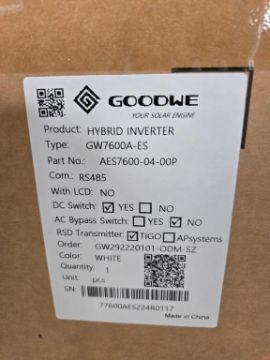 GOODWE
YOUR SOLAR ENGINE
Product: HYBRID INVERTER
Type: GW7600A-ES
Part No.: AES7600-04-00P
Com.: RS485
With LCD: NO
DC Switch: ☑ YES ☐ NO
AC Bypass Switch: ☐ YES ☑ NO
RSD Transmitter: ☑ TIGO ☐ APsystems
Order: GW292220101-ODM-SZ
Color: WHITE
Quantity: 1
Unit: pcs
SN:
77600AES224R0117
Made in China